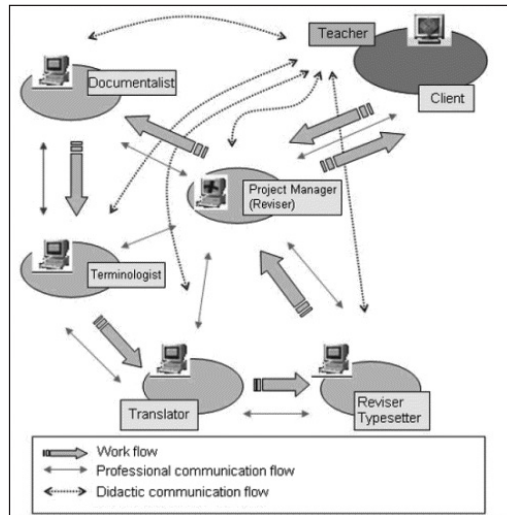 Teacher
Documentalist
Client
Project Manager
(Reviser)
Terminologist
Translator
Reviser
Typesetter
Work flow
Professional communication flow
Didactic communication flow